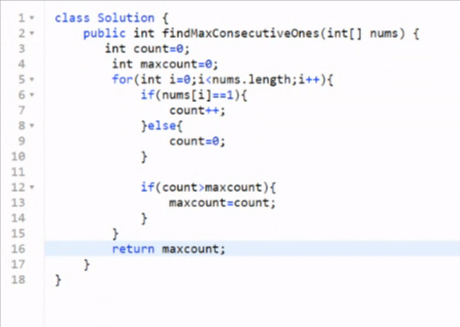 1 class Solution {
2     public int findMaxConsecutiveOnes(int[] nums) {
3        int count=0;
4         int maxcount=0;
5         for(int i=0;i<nums.length;i++){
6             if(nums[i]==1){
7                 count++;
8             }else{
9                 count=0;
10             }
11
12             if(count>maxcount){
13                 maxcount=count;
14             }
15         }
16         return maxcount;
17     }
18 }